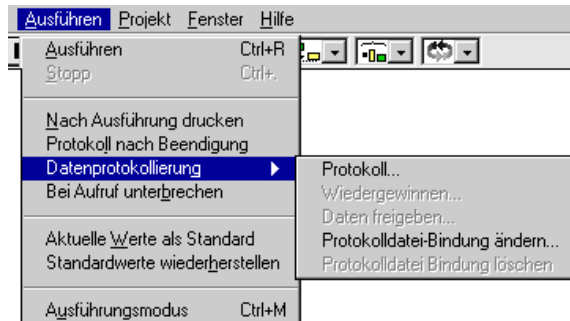 Ausführen Projekt Fenster Hilfe
Ausführen Ctrl+R
Stopp Ctrl+.
Nach Ausführung drucken
Protokoll nach Beendigung
Datenprotokollierung
Bei Aufruf unterbrechen
Aktuelle Werte als Standard
Standardwerte wiederherstellen
Ausführungsmodus Ctrl+M
Protokoll...
Wiedergewinnen...
Daten freigeben...
Protokolldatei-Bindung ändern...
Protokolldatei Bindung löschen